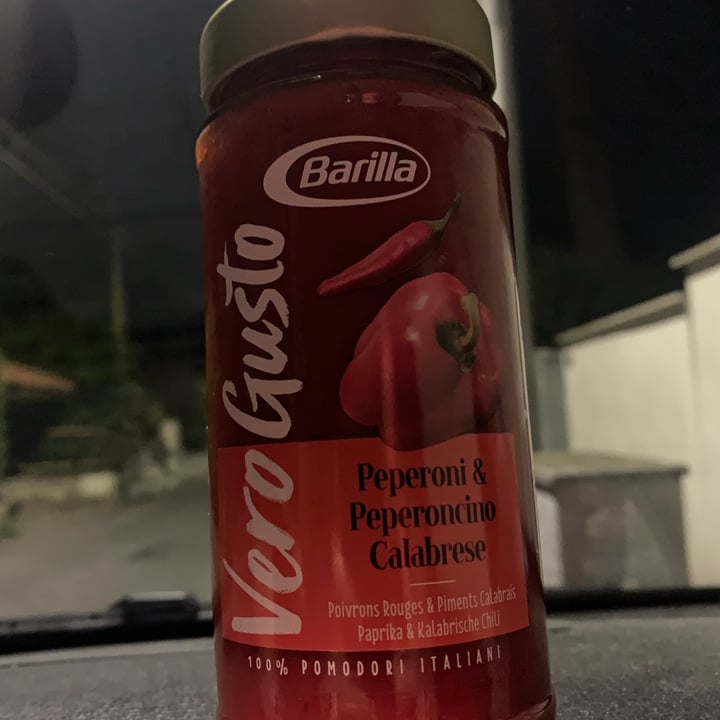 Barilla
Vero Gusto
Peperoni &
Peperoncino
Calabrese
Poivrons Rouges & Piments Calabrais
Paprika & Kalabrische Chili
100% POMODORI ITALIANI